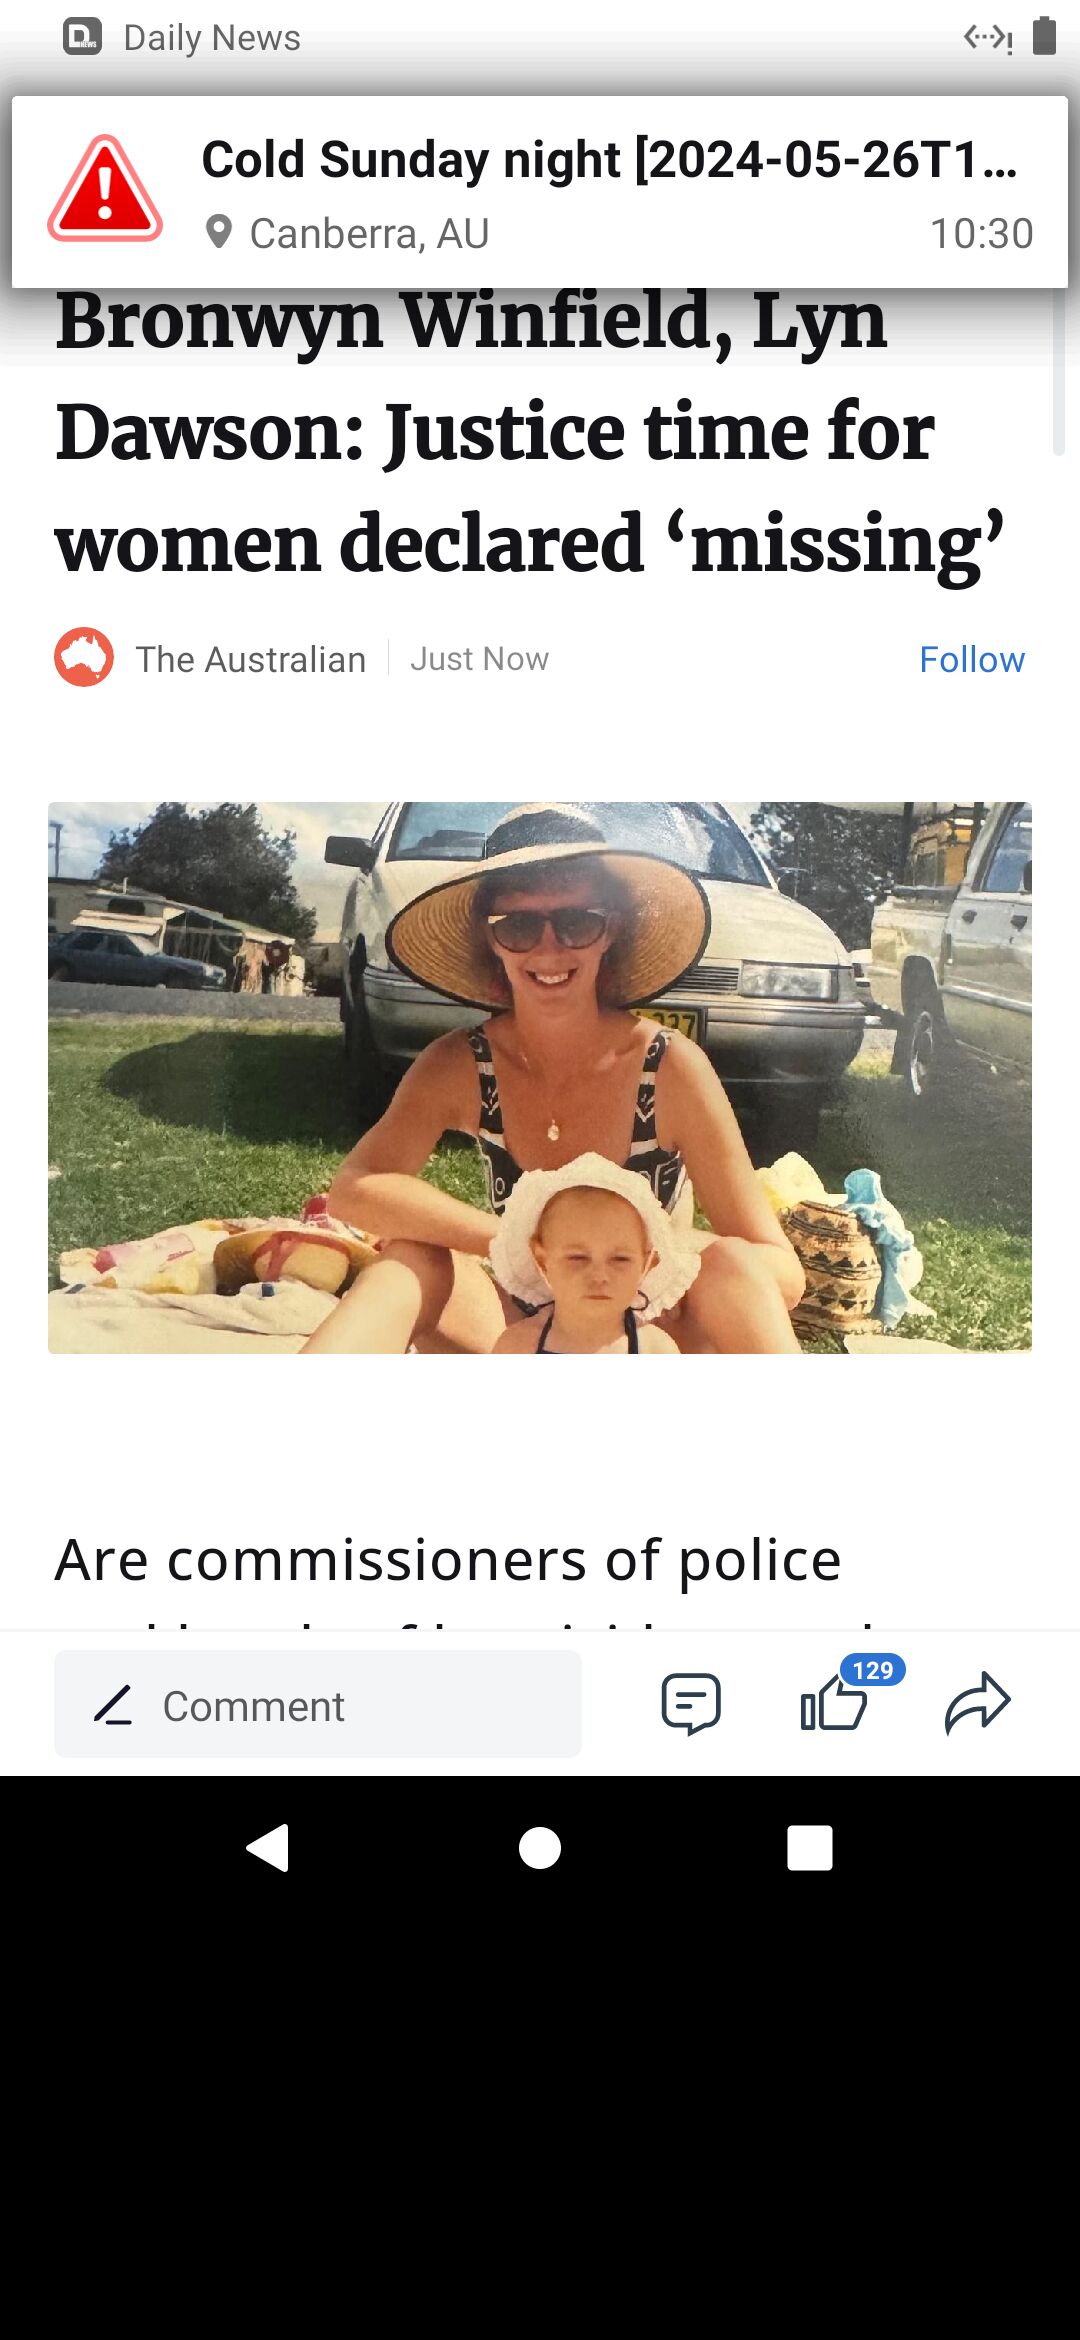 Daily News
Cold Sunday night [2024-05-26T1...
Canberra, AU
10:30
Bronwyn Winfield, Lyn
Dawson: Justice time for
women declared ‘missing’
The Australian
Just Now
Follow
Are commissioners of police
Comment
129